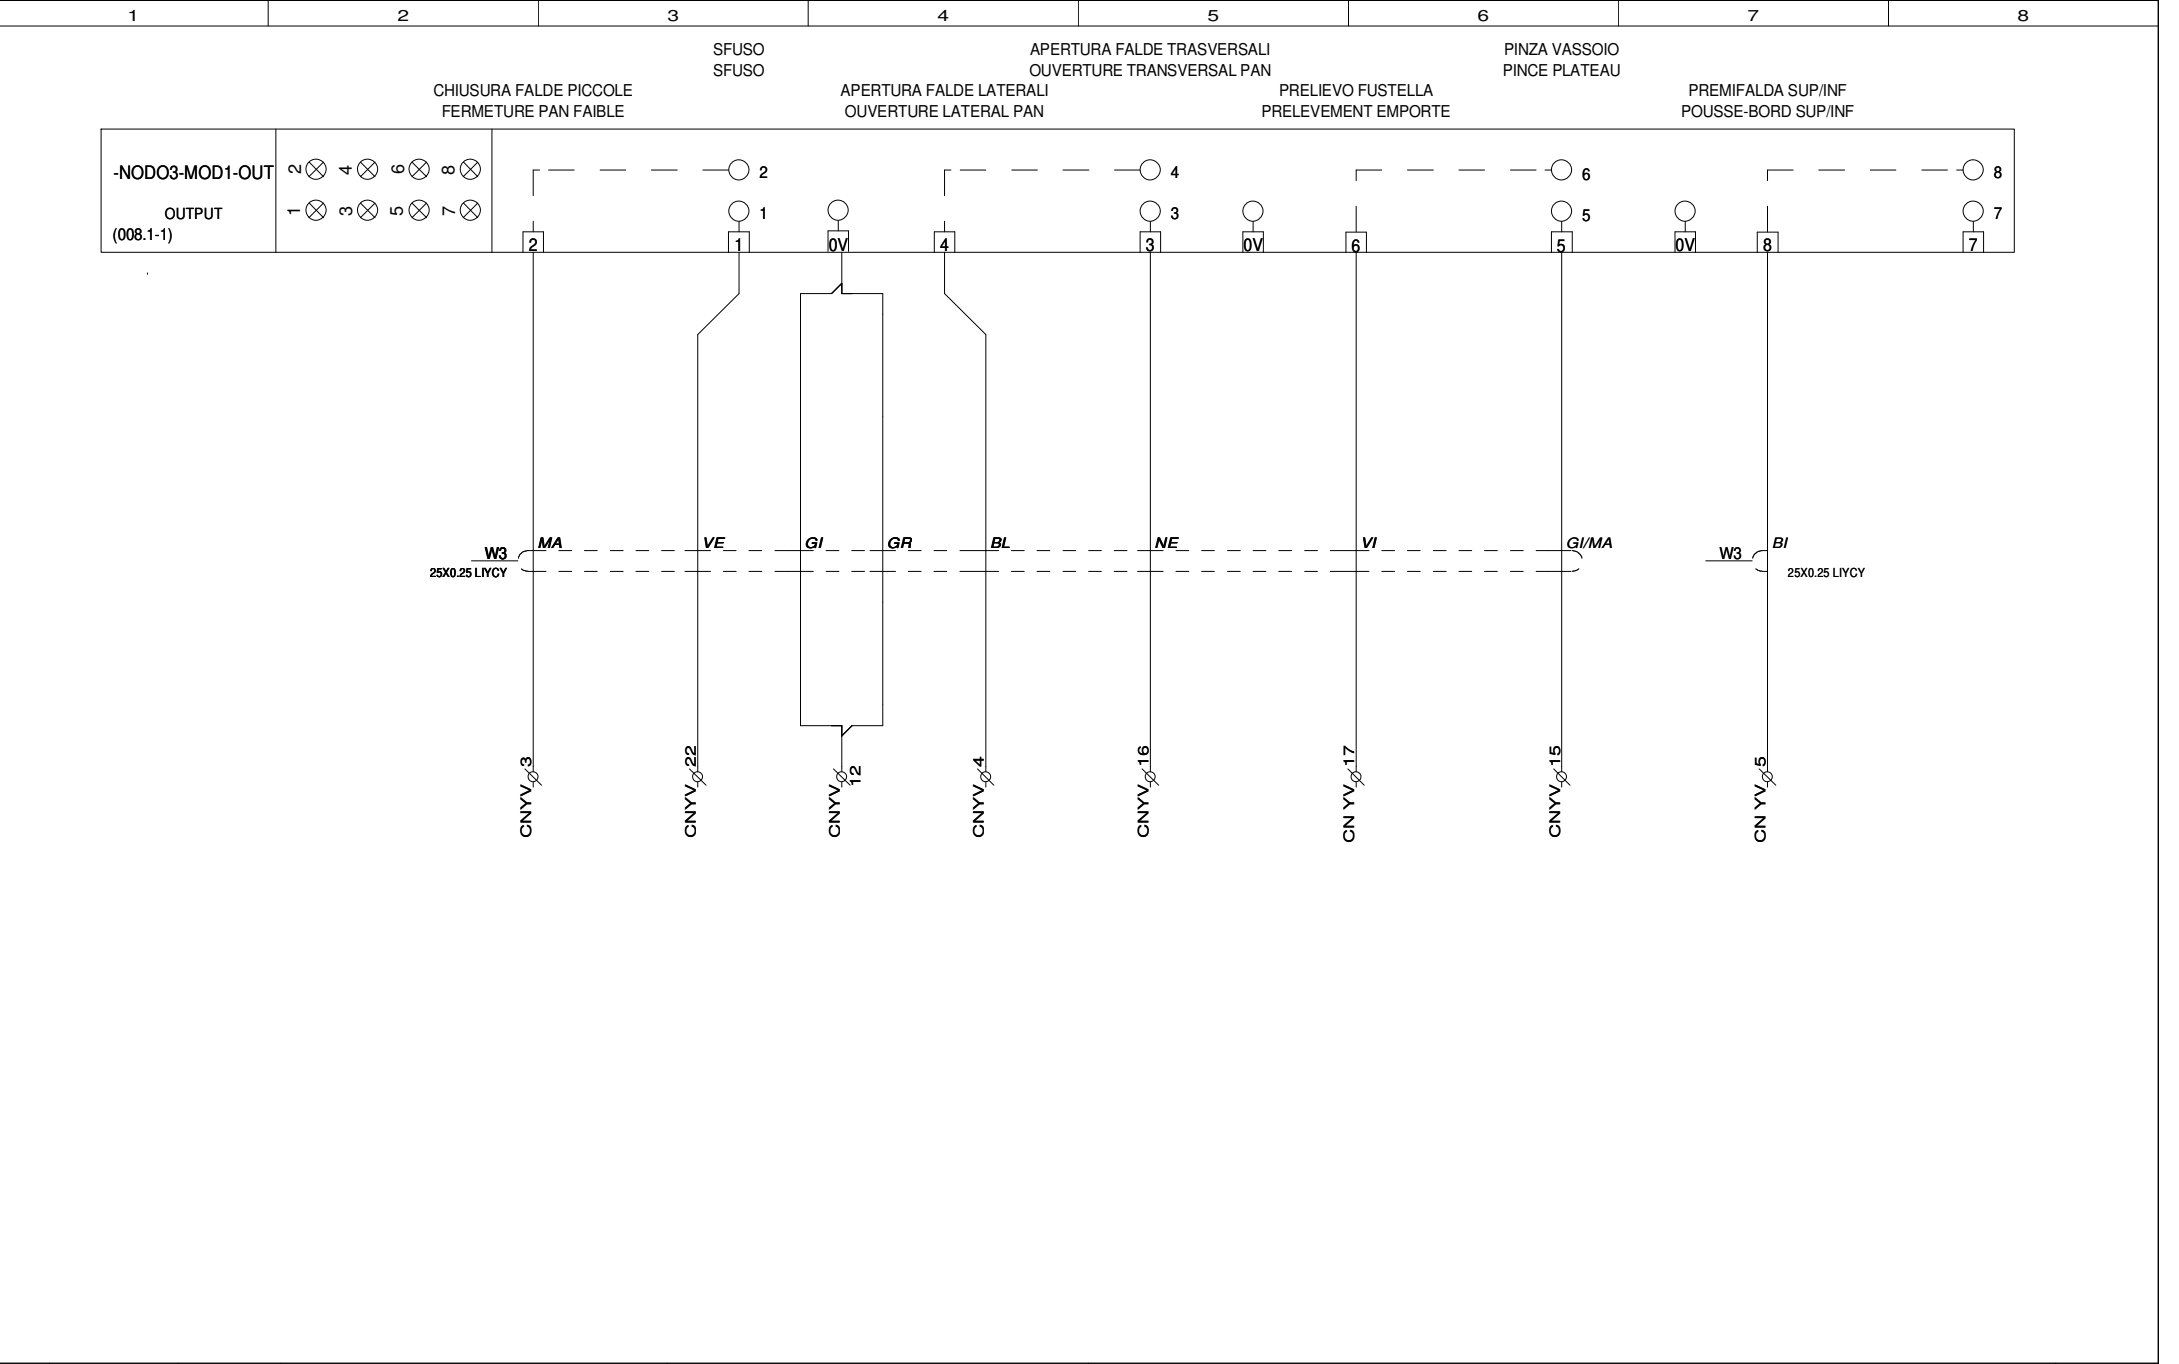 1 2 3 4 5 6 7 8
SFUSO APERTURA FALDE TRASVERSALI PINZA VASSOIO
SFUSO OUVERTURE TRANSVERSAL PAN PINCE PLATEAU
CHIUSURA FALDE PICCOLE APERTURA FALDE LATERALI PRELIEVO FUSTELLA PREMIFALDA SUP/INF
FERMETURE PAN FAIBLE OUVERTURE LATERAL PAN PRELEVEMENT EMPORTE POUSSE-BORD SUP/INF
-NODO3-MOD1-OUT 2 4 6 8 2 4 6 8
OUTPUT 1 3 5 7 1 3 5 7
(008.1-1) 2 1 0V 4 3 0V 6 5 0V 8 7
MA VE GI GR BL NE VI GI/MA BI
W3 W3
25X0.25 LIYCY 25X0.25 LIYCY
3 22 12 4 16 17 15 5
CNYV CNYV CNYV CNYV CNYV CN YV CNYV CN YV